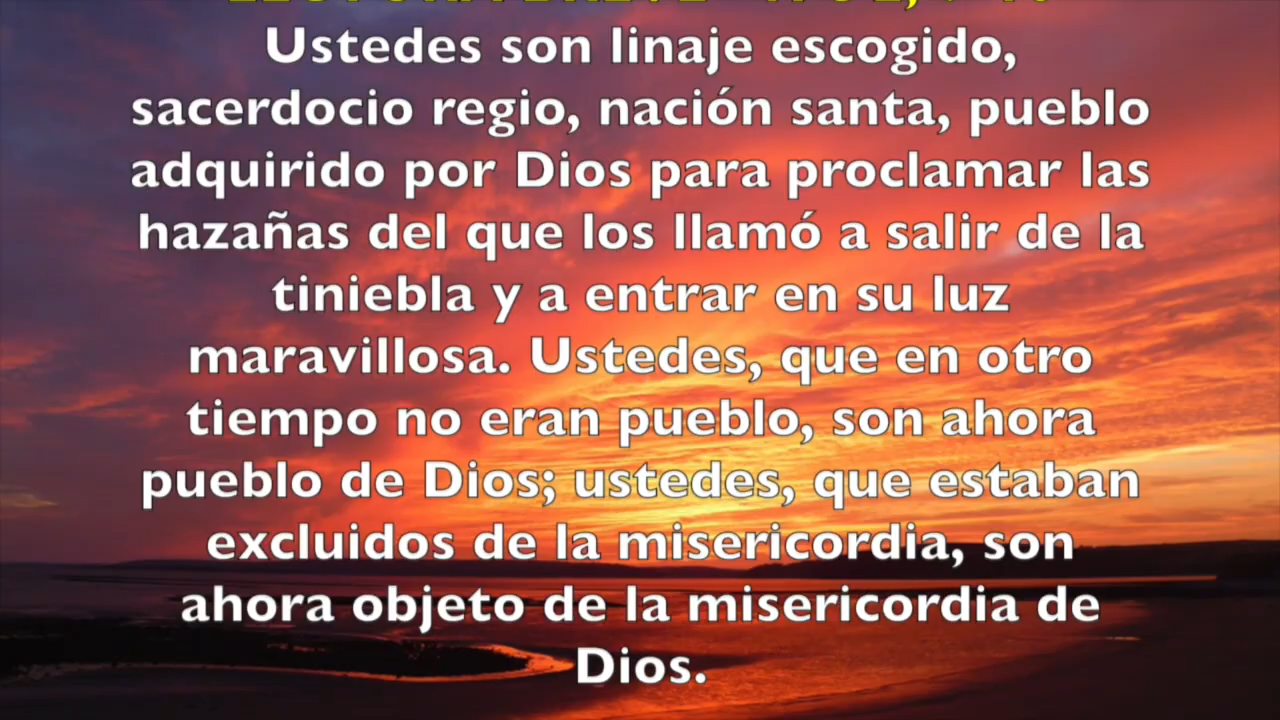 Ustedes son linaje escogido,
sacerdocio regio, nación santa, pueblo
adquirido por Dios para proclamar las
hazañas del que los llamó a salir de la
tiniebla y a entrar en su luz
maravillosa. Ustedes, que en otro
tiempo no eran pueblo, son ahora
pueblo de Dios; ustedes, que estaban
excluidos de la misericordia, son
ahora objeto de la misericordia de
Dios.